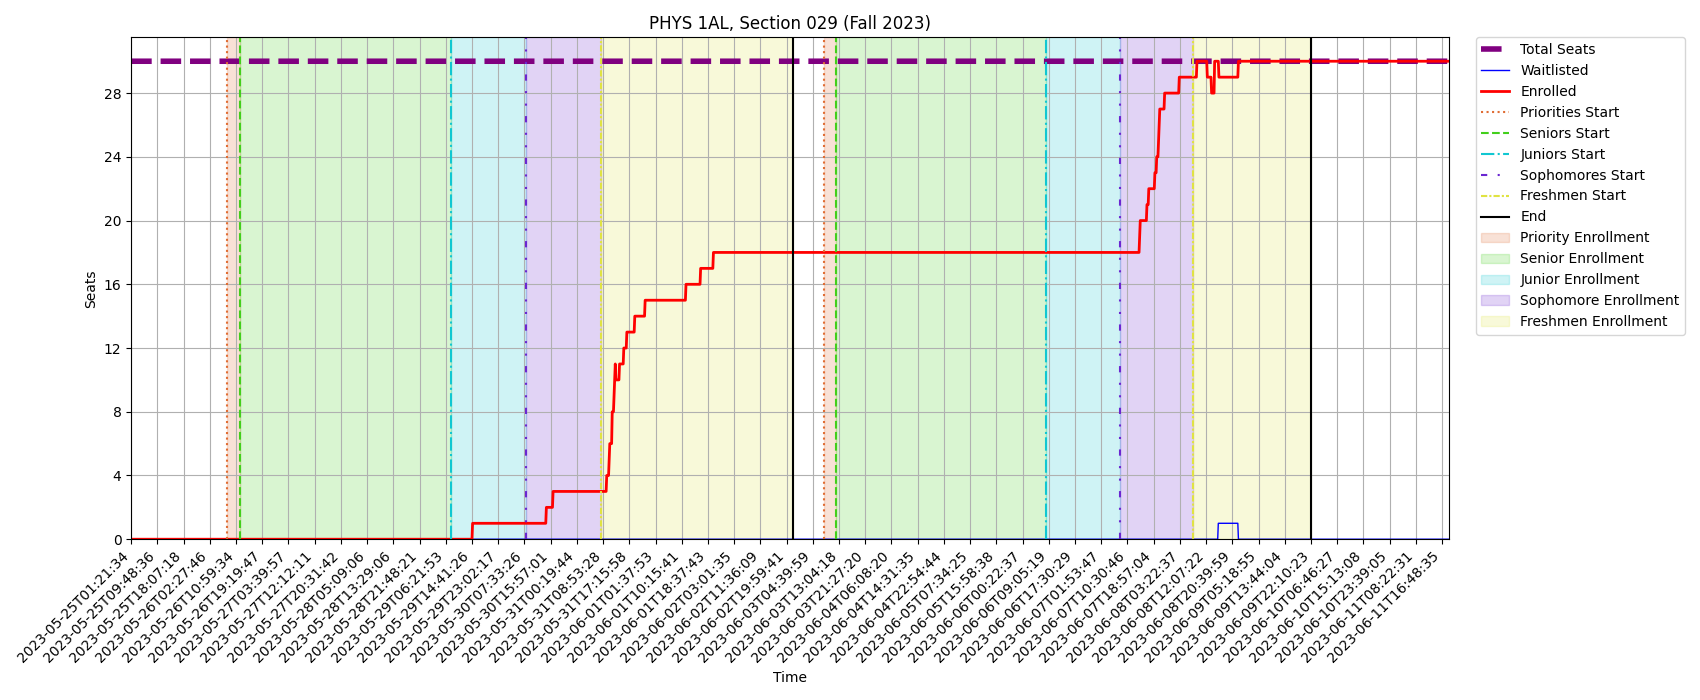 PHYS 1AL, Section 029 (Fall 2023)
Seats
28
24
20
16
12
8
4
0
2023-05-25T01:21:34
2023-05-25T09:48:36
2023-05-25T18:07:18
2023-05-26T02:27:46
2023-05-26T10:59:34
2023-05-26T19:19:47
2023-05-27T03:39:57
2023-05-27T12:12:11
2023-05-27T20:31:42
2023-05-28T05:09:06
2023-05-28T13:29:06
2023-05-28T21:48:21
2023-05-29T06:21:53
2023-05-29T14:41:26
2023-05-29T23:02:17
2023-05-30T07:33:26
2023-05-30T15:57:01
2023-05-31T00:19:44
2023-05-31T08:53:28
2023-05-31T17:15:58
2023-06-01T01:37:53
2023-06-01T10:15:41
2023-06-01T18:37:43
2023-06-02T03:01:35
2023-06-02T11:36:09
2023-06-02T19:59:41
2023-06-03T04:39:59
2023-06-03T13:04:18
2023-06-03T21:27:20
2023-06-04T06:08:20
2023-06-04T14:31:35
2023-06-04T22:54:44
2023-06-05T07:34:25
2023-06-05T15:58:38
2023-06-06T00:22:37
2023-06-06T09:05:19
2023-06-06T17:30:29
2023-06-07T01:53:47
2023-06-07T10:30:46
2023-06-07T18:57:04
2023-06-08T03:22:37
2023-06-08T12:07:22
2023-06-08T20:39:59
2023-06-09T05:18:55
2023-06-09T13:44:04
2023-06-09T22:10:23
2023-06-10T06:46:27
2023-06-10T15:13:08
2023-06-10T23:39:05
2023-06-11T08:22:31
2023-06-11T16:48:35
Time
Total Seats
Waitlisted
Enrolled
Priorities Start
Seniors Start
Juniors Start
Sophomores Start
Freshmen Start
End
Priority Enrollment
Senior Enrollment
Junior Enrollment
Sophomore Enrollment
Freshmen Enrollment